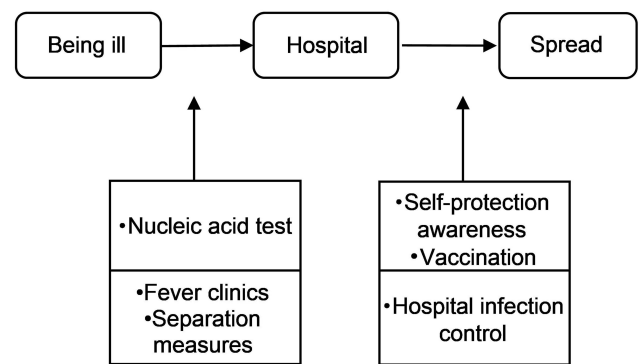 Being ill
Hospital
Spread
•Nucleic acid test
•Fever clinics
•Separation
measures
•Self-protection
awareness
•Vaccination
•Hospital infection
control